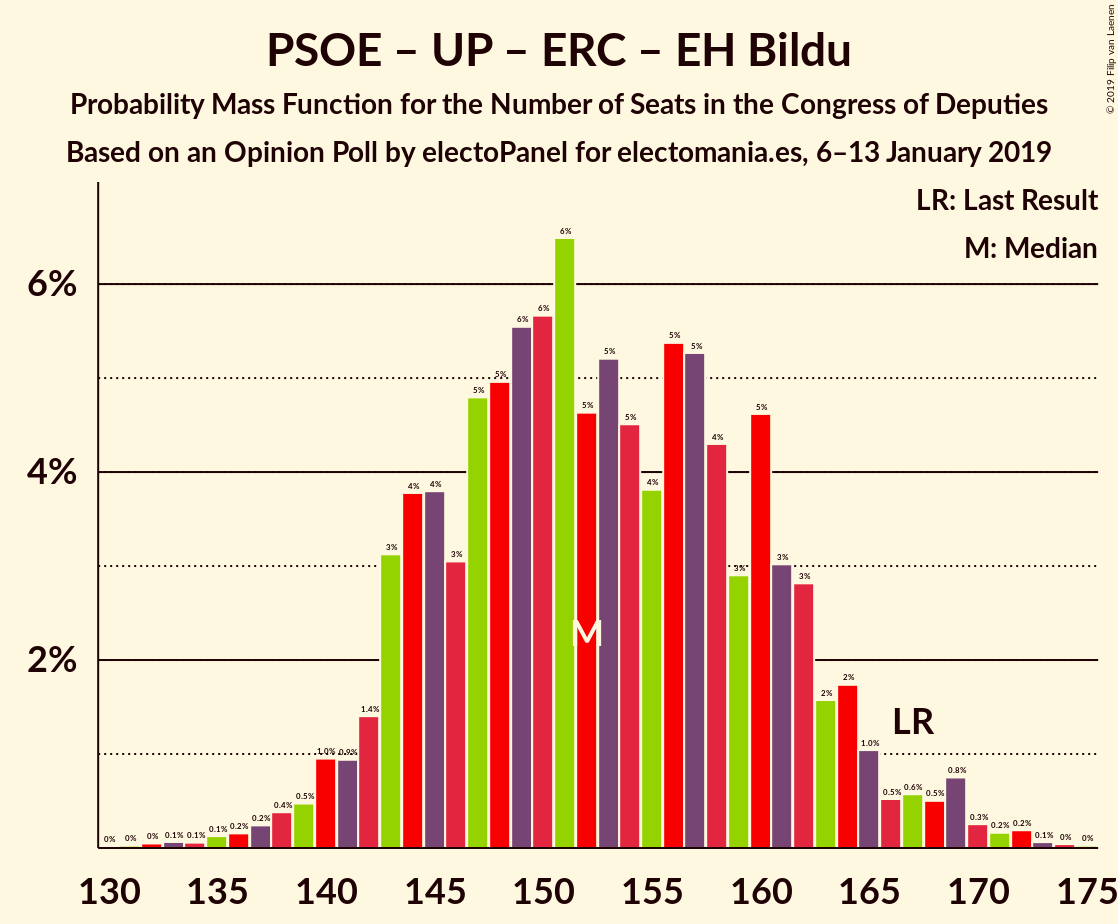 PSOE – UP – ERC – EH Bildu
Probability Mass Function for the Number of Seats in the Congress of Deputies
Based on an Opinion Poll by electoPanel for electomania.es, 6–13 January 2019
© 2019 Filip van Laenen
LR: Last Result
M: Median
6%
4%
2%
0% 0% 0% 0.1% 0.1% 0.1% 0.2% 0.2% 0.4% 0.5% 1.0% 0.9% 1.4% 3% 4% 4% 3% 5% 5% 6% 6% 6% 5% 5% 5% 4% 5% 5% 4% 3% 5% 3% 3% 2% 2% 1.0% 0.5% 0.6% 0.5% 0.8% 0.3% 0.2% 0.2% 0.1% 0% 0%
M
LR
130 135 140 145 150 155 160 165 170 175